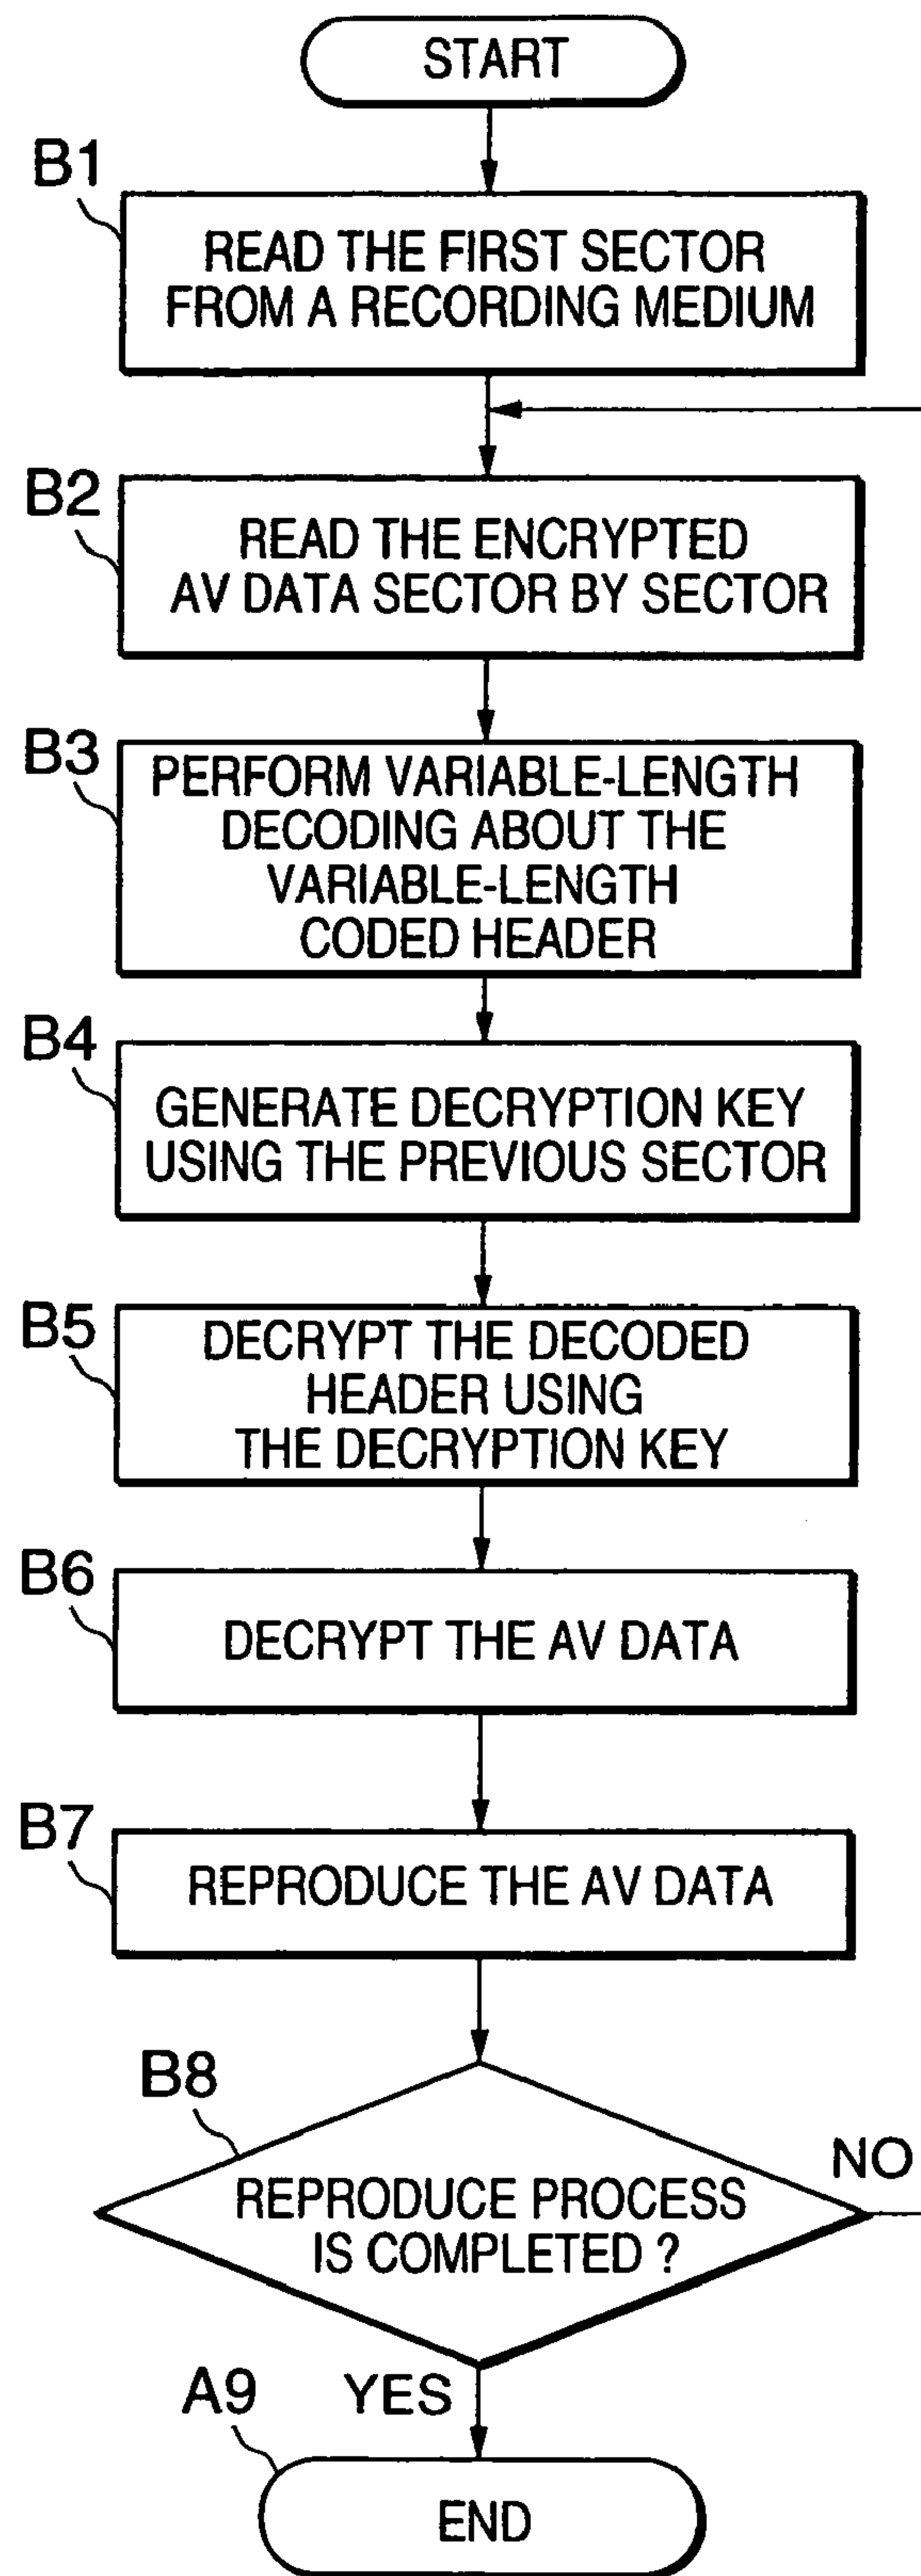 START
B1
READ THE FIRST SECTOR
FROM A RECORDING MEDIUM
B2
READ THE ENCRYPTED
AV DATA SECTOR BY SECTOR
B3
PERFORM VARIABLE-LENGTH
DECODING ABOUT THE
VARIABLE-LENGTH
CODED HEADER
B4
GENERATE DECRYPTION KEY
USING THE PREVIOUS SECTOR
B5
DECRYPT THE DECODED
HEADER USING
THE DECRYPTION KEY
B6
DECRYPT THE AV DATA
B7
REPRODUCE THE AV DATA
B8
REPRODUCE PROCESS
IS COMPLETED ?
NO
YES
A9
END